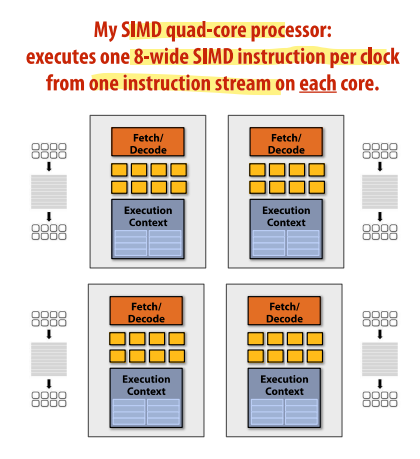 My SIMD quad-core processor:
executes one 8-wide SIMD instruction per clock
from one instruction stream on each core.
Fetch/
Decode
Execution
Context
Fetch/
Decode
Execution
Context
Fetch/
Decode
Execution
Context
Fetch/
Decode
Execution
Context